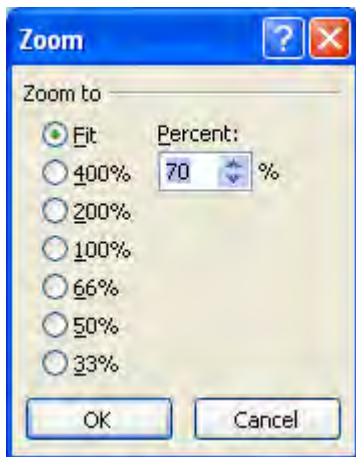 Zoom
Zoom to
Fit
Percent:
400%
70 %
200%
100%
66%
50%
33%
OK
Cancel